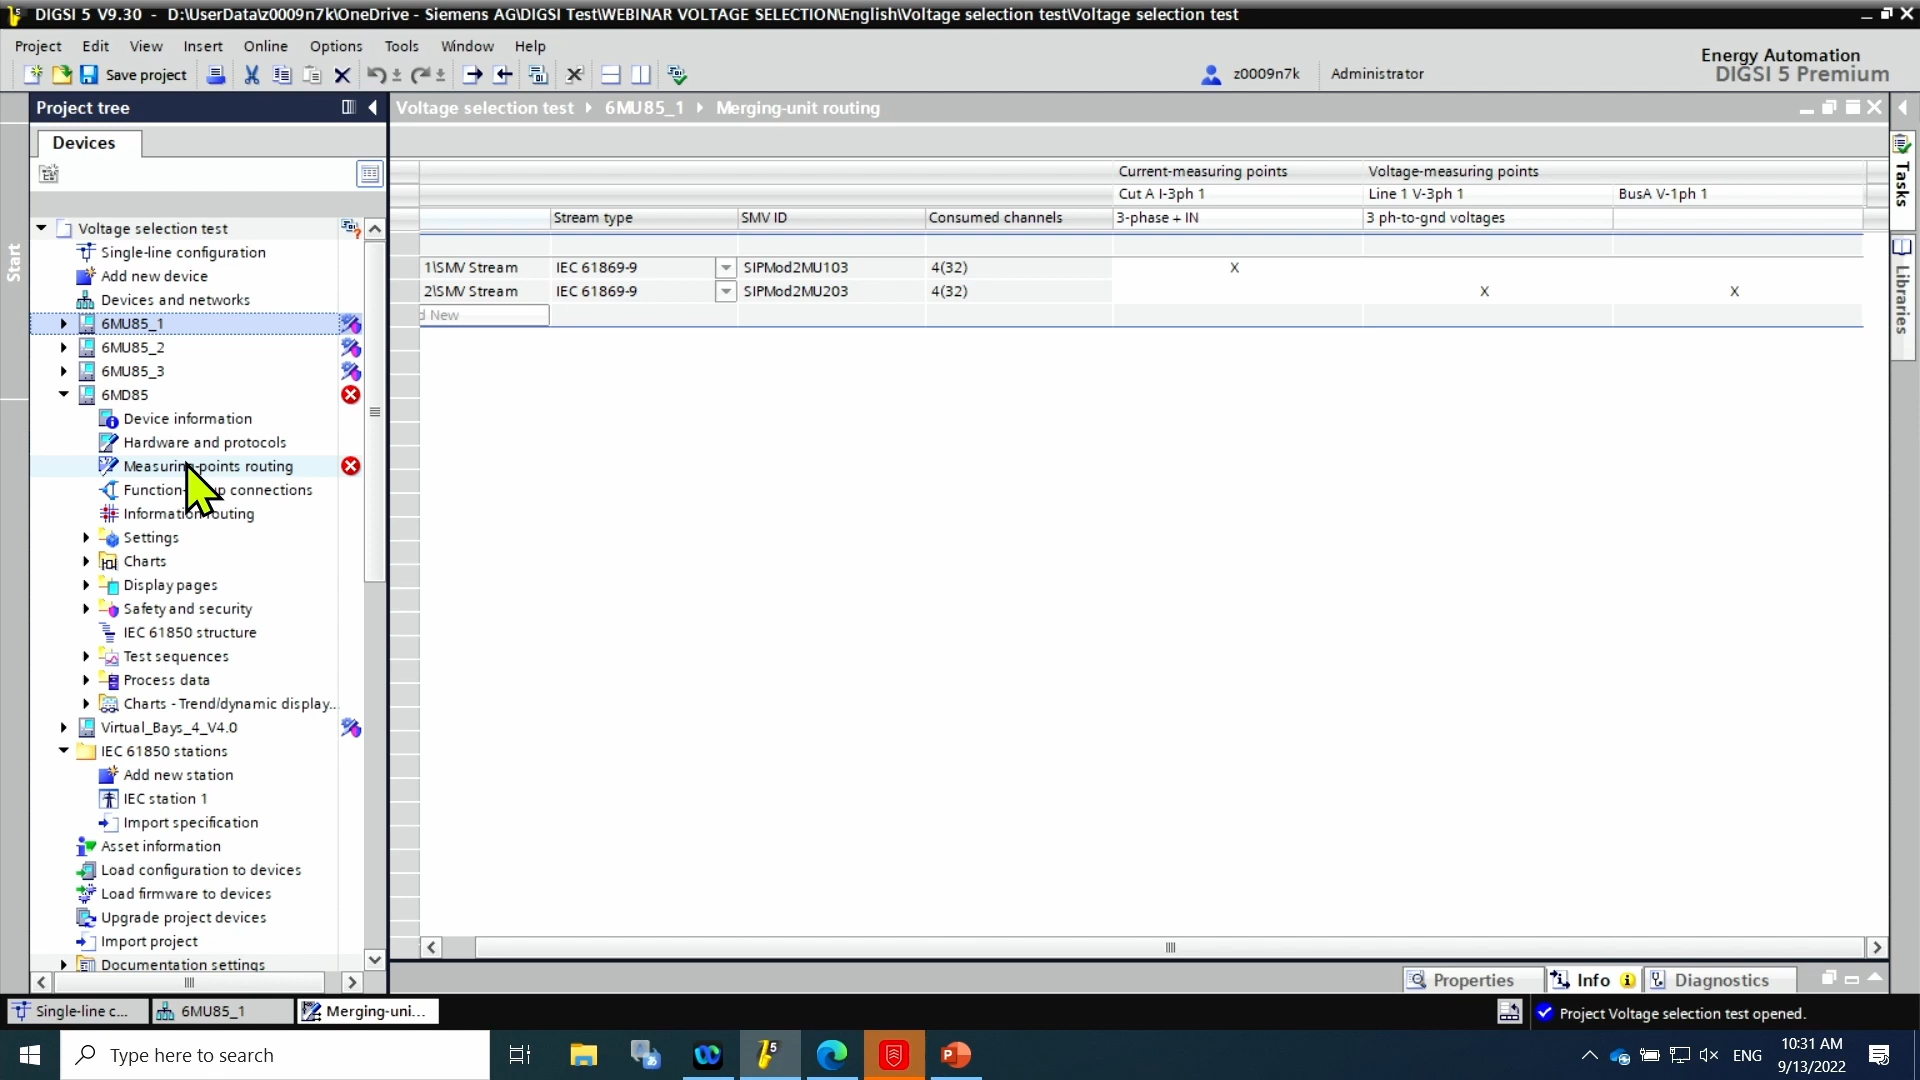 DIGSI 5 V9.30 - D:\UserData\z0009n7k\OneDrive - Siemens AG\DIGSI Test\WEBINAR VOLTAGE SELECTION\English\Voltage selection test\Voltage selection test
Project Edit View Insert Online Options Tools Window Help
Save project
z0009n7k Administrator
Energy Automation
DIGSI 5 Premium
Project tree
Voltage selection test 6MU85_1 Merging-unit routing
Devices
Start
Voltage selection test
Single-line configuration
Add new device
Devices and networks
6MU85_1
6MU85_2
6MU85_3
6MD85
Device information
Hardware and protocols
Measuring-points routing
Function- p connections
Information outing
Settings
Charts
Display pages
Safety and security
IEC 61850 structure
Test sequences
Process data
Charts - Trend/dynamic display...
Virtual_Bays_4_V4.0
IEC 61850 stations
Add new station
IEC station 1
Import specification
Asset information
Load configuration to devices
Load firmware to devices
Upgrade project devices
Import project
Documentation settings
Current-measuring points Voltage-measuring points
Cut A I-3ph 1 Line 1 V-3ph 1 BusA V-1ph 1
Stream type SMV ID Consumed channels 3-phase + IN 3 ph-to-gnd voltages
1\SMV Stream IEC 61869-9 SIPMod2MU103 4(32) X
2\SMV Stream IEC 61869-9 SIPMod2MU203 4(32) X X
d New
Tasks
Libraries
Properties Info Diagnostics
Single-line c... 6MU85_1 Merging-uni...
Project Voltage selection test opened.
Type here to search
ENG
10:31 AM
9/13/2022